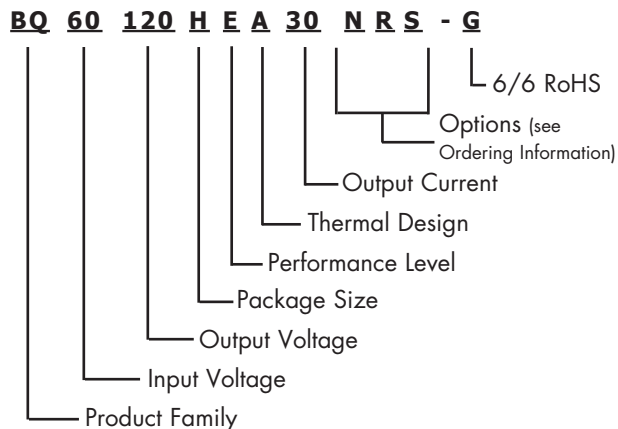 BQ 60 120 H E A 30 N R S - G
6/6 RoHS
Options (see
Ordering Information)
Output Current
Thermal Design
Performance Level
Package Size
Output Voltage
Input Voltage
Product Family